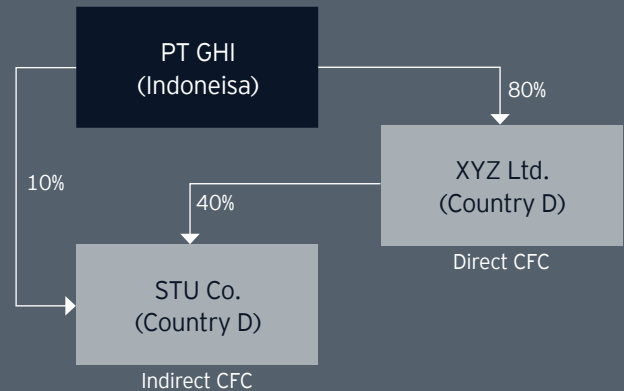 PT GHI
(Indoneisa)
80%
XYZ Ltd.
(Country D)
10%
40%
Direct CFC
STU Co.
(Country D)
Indirect CFC